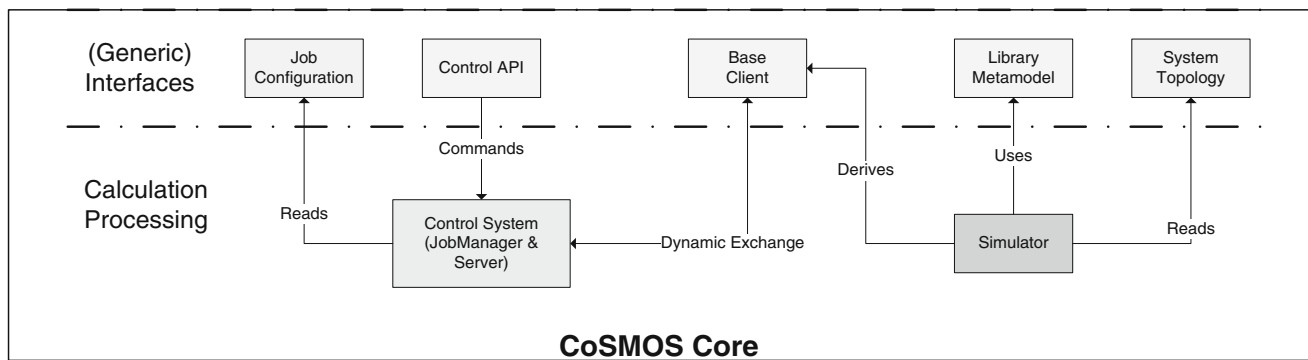 (Generic)
Interfaces
Job
Configuration
Control API
Base
Client
Library
Metamodel
System
Topology
Commands
Derives
Uses
Calculation
Processing
Reads
Control System
(JobManager &
Server)
Dynamic Exchange
Simulator
Reads
CoSMOS Core